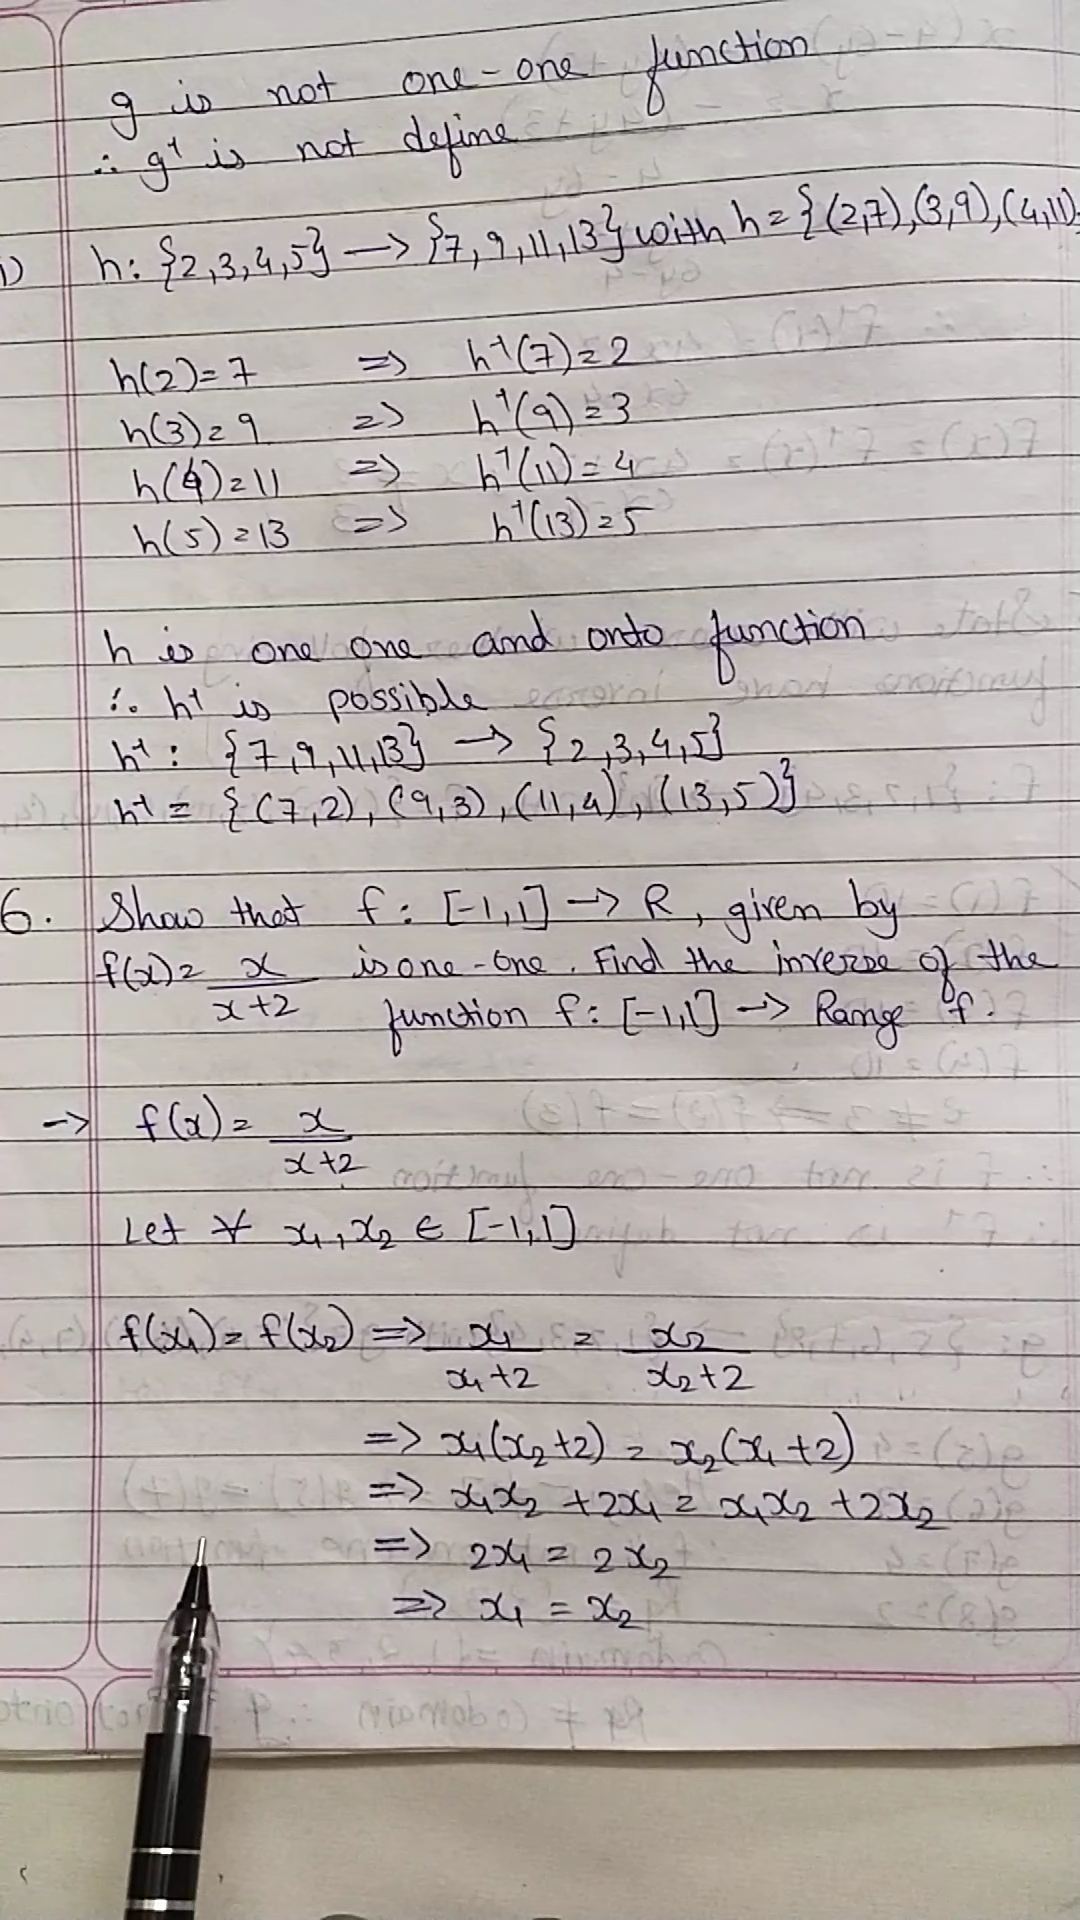 g is not one-one function
∴ g⁻¹ is not define
i) h: {2,3,4,5} → {7,9,11,13} with h = {(2,7),(3,9),(4,11),
h(2)=7 => h⁻¹(7)=2
h(3)=9 => h⁻¹(9)=3
h(4)=11 => h⁻¹(11)=4
h(5)=13 => h⁻¹(13)=5
h is one one and onto function
∴ h⁻¹ is possible
h⁻¹: {7,9,11,13} → {2,3,4,5}
h⁻¹ = {(7,2), (9,3), (11,4), (13,5)}
6. Show that f: [-1,1] → R, given by
f(x)= x/(x+2) is one-one. Find the inverse of the
function f: [-1,1] → Range f.
→ f(x)= x/(x+2)
Let ∀ x₁, x₂ ∈ [-1,1]
f(x₁)= f(x₂) => x₁/(x₁+2) = x₂/(x₂+2)
=> x₁(x₂+2) = x₂(x₁+2)
=> x₁x₂ +2x₁ = x₁x₂ +2x₂
=> 2x₁ = 2x₂
=> x₁ = x₂